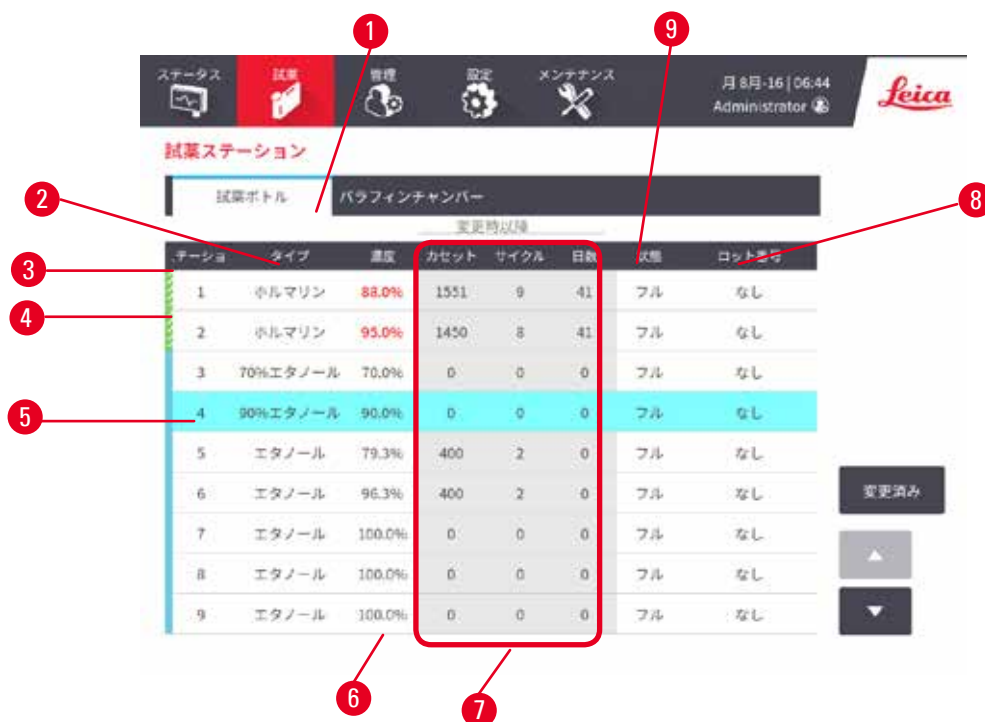 1
9
ステータス 試薬 管理 設定 メンテナンス 月 8月-16 | 06:44
Administrator
Leica
試薬ステーション
試薬ボトル パラフィンチャンバー
2
8
変更時以降
テーショ タイプ 濃度 カセット サイクル 日数 状態 ロット番号
3
1 ホルマリン 88.0% 1551 9 41 フル なし
4
2 ホルマリン 95.0% 1450 8 41 フル なし
3 70%エタノール 70.0% 0 0 0 フル なし
5
4 90%エタノール 90.0% 0 0 0 フル なし
5 エタノール 79.3% 400 2 0 フル なし
6 エタノール 96.3% 400 2 0 フル なし
変更済み
7 エタノール 100.0% 0 0 0 フル なし
8 エタノール 100.0% 0 0 0 フル なし
9 エタノール 100.0% 0 0 0 フル なし
6
7